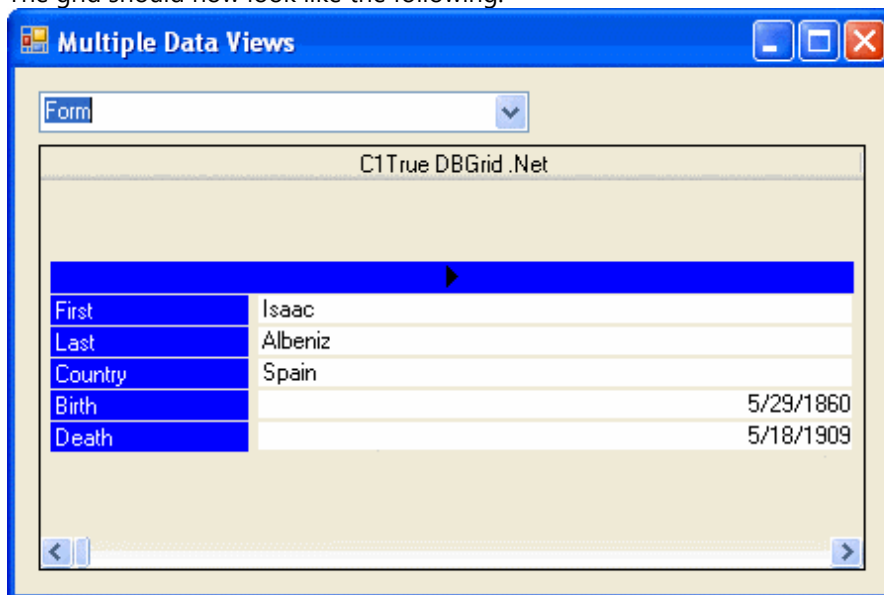 The grid should now look like the following:
Multiple Data Views
Form
C1True DBGrid .Net
First Isaac
Last Albeniz
Country Spain
Birth 5/29/1860
Death 5/18/1909